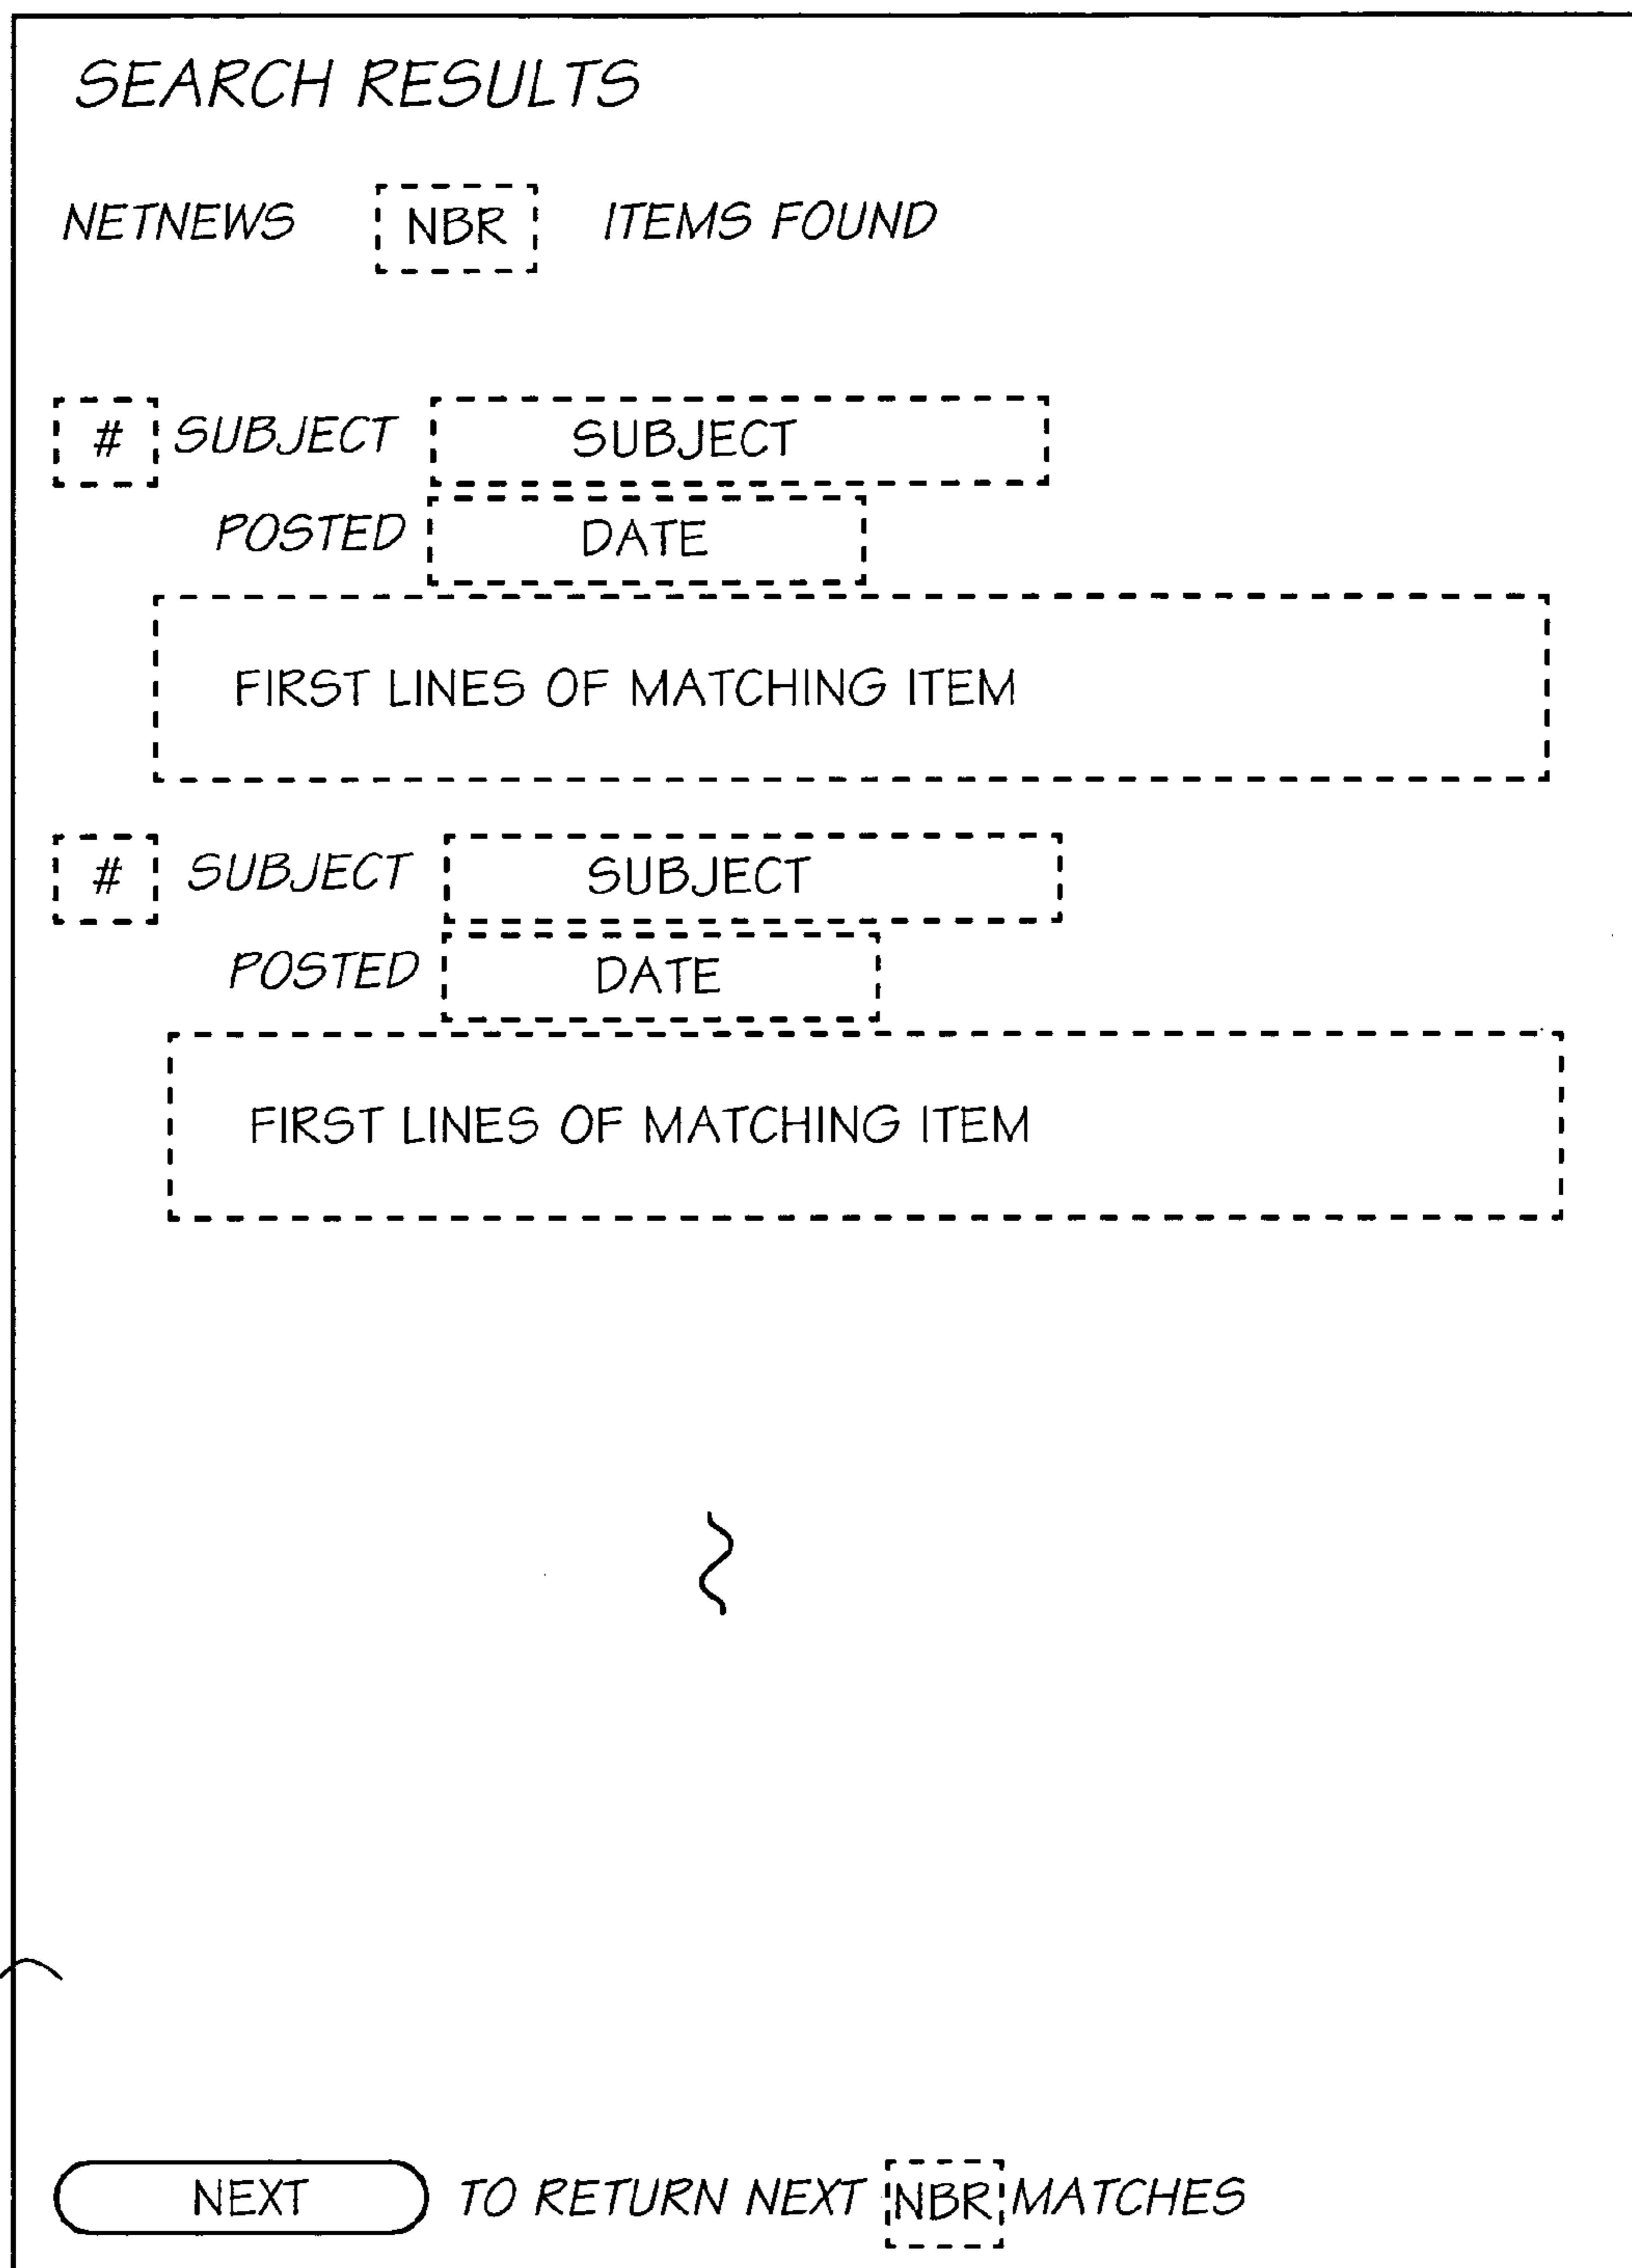 SEARCH RESULTS
NETNEWS NBR ITEMS FOUND
# SUBJECT SUBJECT
POSTED DATE
FIRST LINES OF MATCHING ITEM
# SUBJECT SUBJECT
POSTED DATE
FIRST LINES OF MATCHING ITEM
NEXT TO RETURN NEXT NBR MATCHES